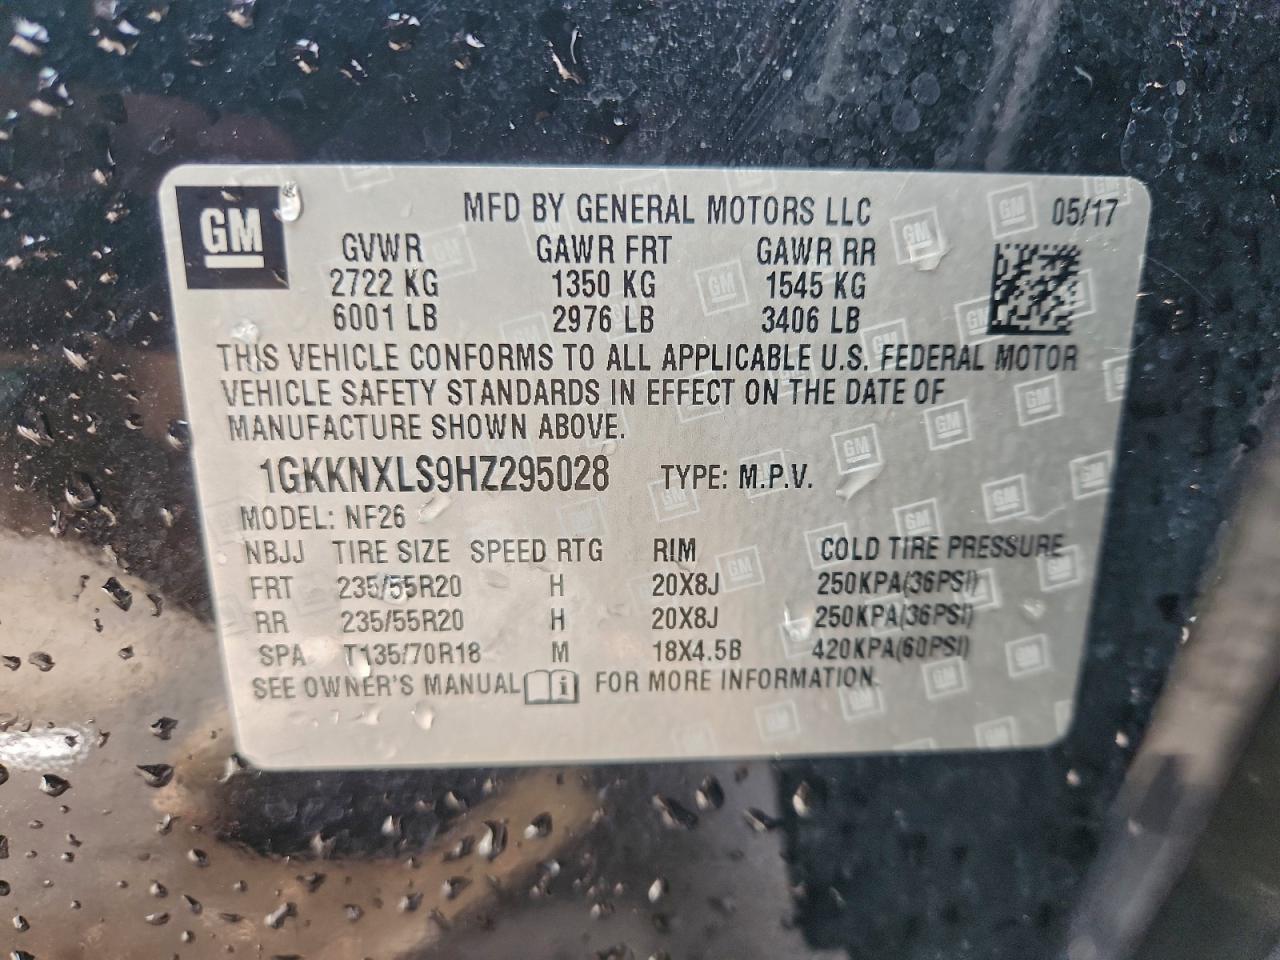 GM
MFD BY GENERAL MOTORS LLC 05/17
GVWR GAWR FRT GAWR RR
2722 KG 1350 KG 1545 KG
6001 LB 2976 LB 3406 LB
THIS VEHICLE CONFORMS TO ALL APPLICABLE U.S. FEDERAL MOTOR
VEHICLE SAFETY STANDARDS IN EFFECT ON THE DATE OF
MANUFACTURE SHOWN ABOVE.
1GKKNXLS9HZ295028 TYPE: M.P.V.
MODEL: NF26
NBJJ TIRE SIZE SPEED RTG RIM COLD TIRE PRESSURE
FRT 235/55R20 H 20X8J 250KPA(36PSI)
RR 235/55R20 H 20X8J 250KPA(36PSI)
SPA T135/70R18 M 18X4.5B 420KPA(60PSI)
SEE OWNER'S MANUAL i FOR MORE INFORMATION.